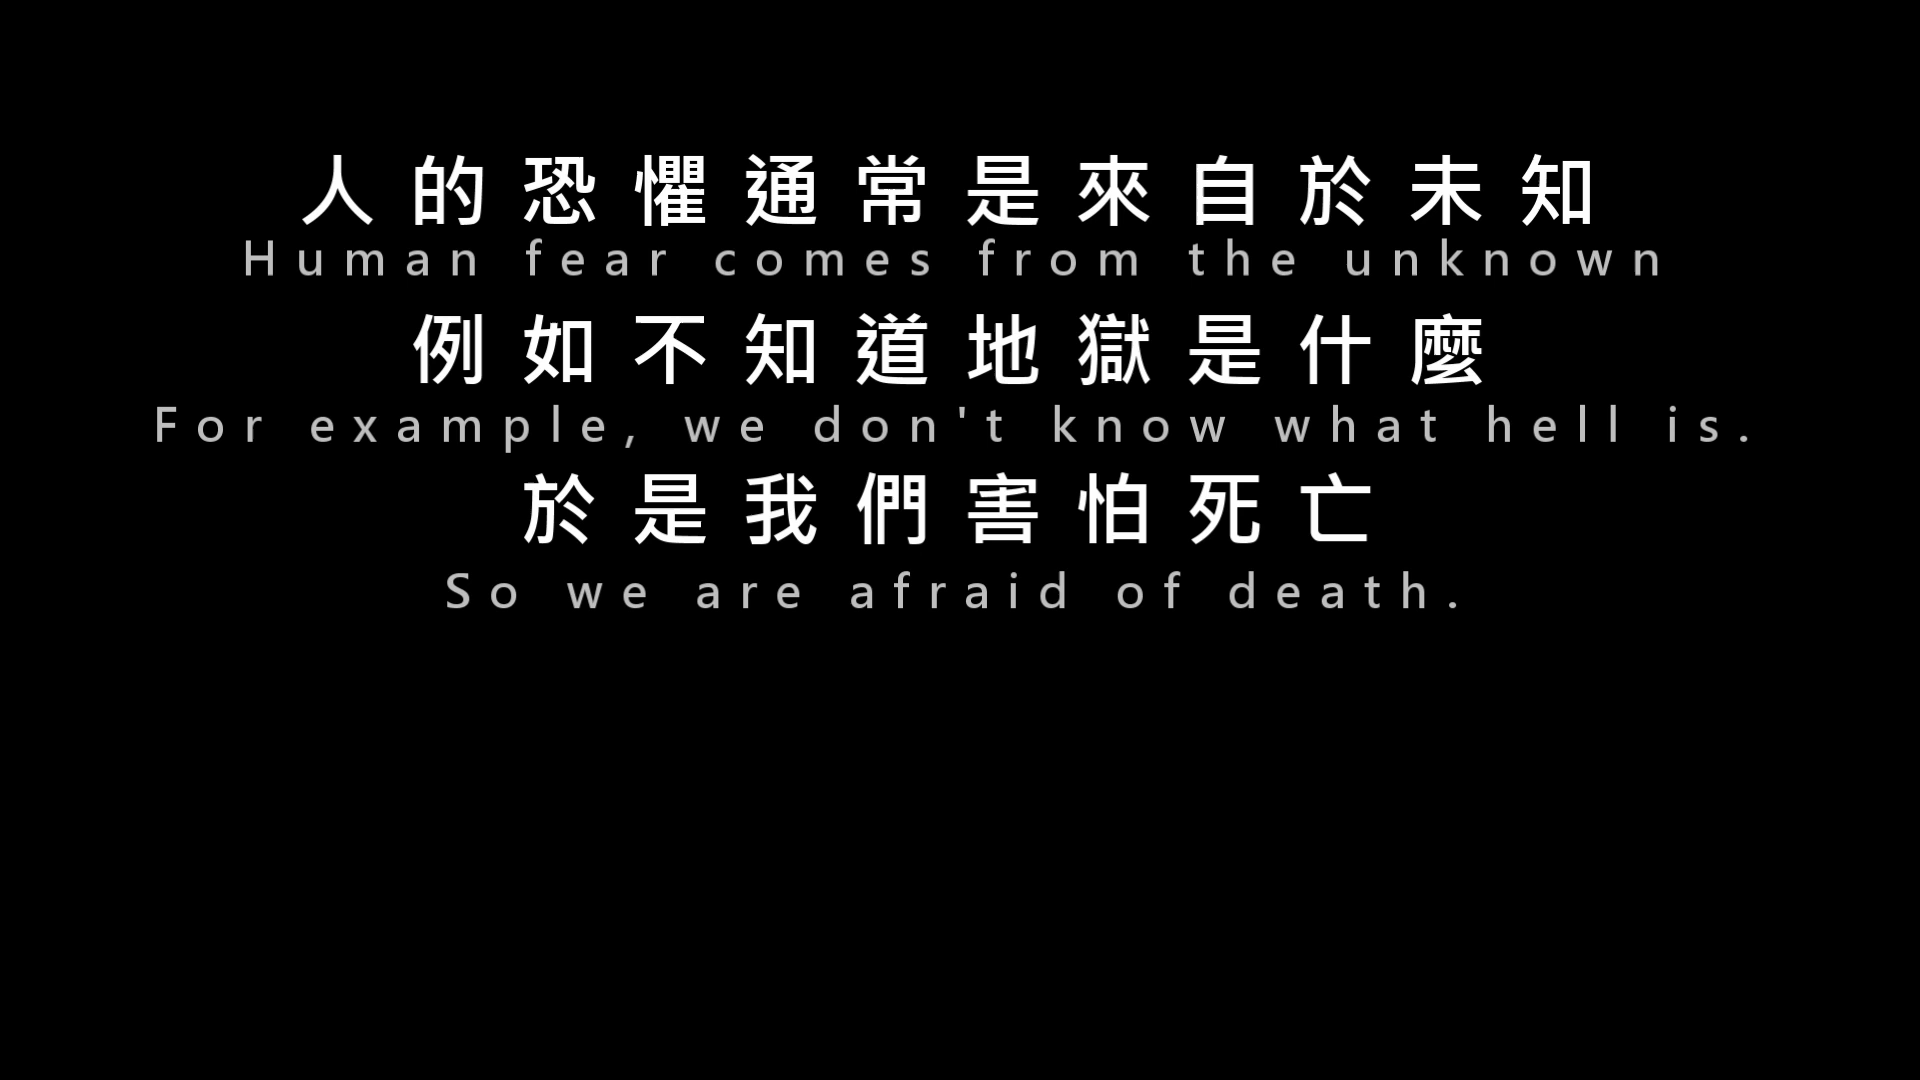 人的恐懼通常是來自於未知
Human fear comes from the unknown
例如不知道地獄是什麼
For example, we don't know what hell is.
於是我們害怕死亡
So we are afraid of death.